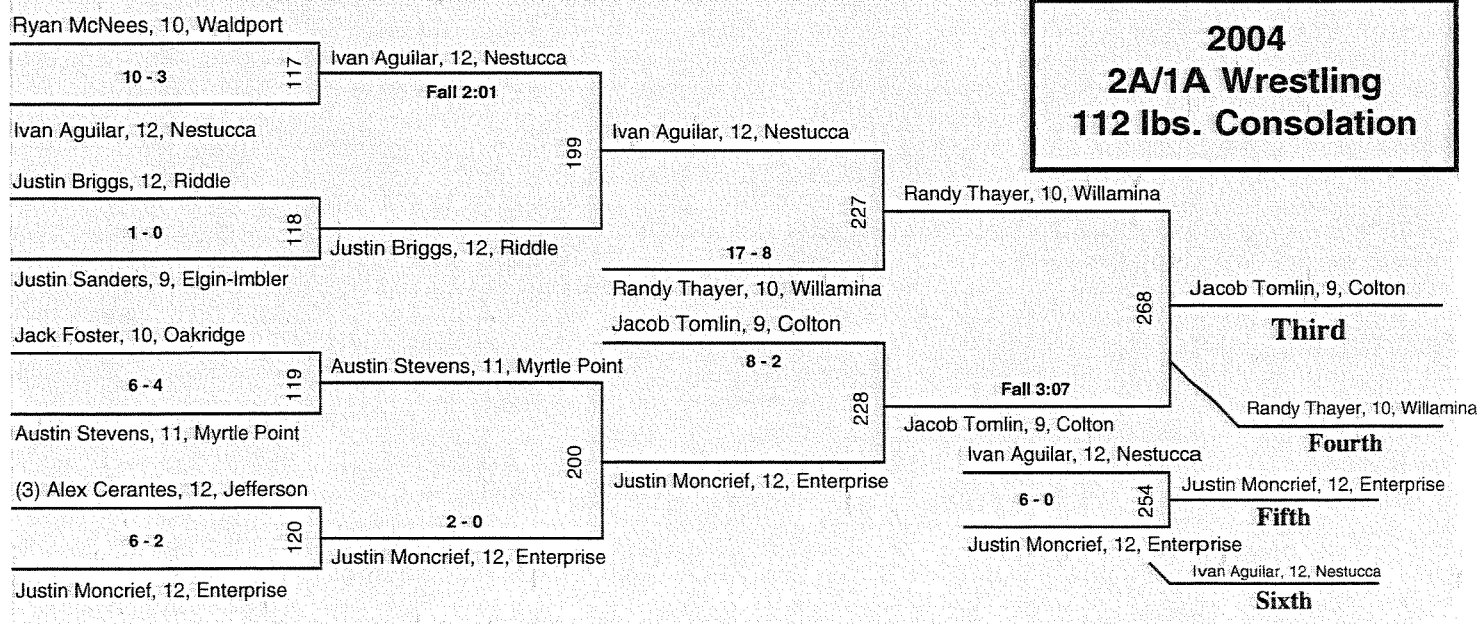 2004
2A/1A Wrestling
112 lbs. Consolation
Ryan McNees, 10, Waldport
10 - 3
117
Ivan Aguilar, 12, Nestucca
Justin Briggs, 12, Riddle
1 - 0
118
Justin Sanders, 9, Elgin-Imbler
Jack Foster, 10, Oakridge
6 - 4
119
Austin Stevens, 11, Myrtle Point
(3) Alex Cerantes, 12, Jefferson
6 - 2
120
Justin Moncrief, 12, Enterprise
Ivan Aguilar, 12, Nestucca
Fall 2:01
199
Justin Briggs, 12, Riddle
Austin Stevens, 11, Myrtle Point
200
2 - 0
Justin Moncrief, 12, Enterprise
Ivan Aguilar, 12, Nestucca
227
17 - 8
Randy Thayer, 10, Willamina
Jacob Tomlin, 9, Colton
8 - 2
228
Justin Moncrief, 12, Enterprise
Randy Thayer, 10, Willamina
268
Fall 3:07
Jacob Tomlin, 9, Colton
Jacob Tomlin, 9, Colton
Third
Randy Thayer, 10, Willamina
Fourth
Ivan Aguilar, 12, Nestucca
6 - 0
254
Justin Moncrief, 12, Enterprise
Justin Moncrief, 12, Enterprise
Fifth
Ivan Aguilar, 12, Nestucca
Sixth